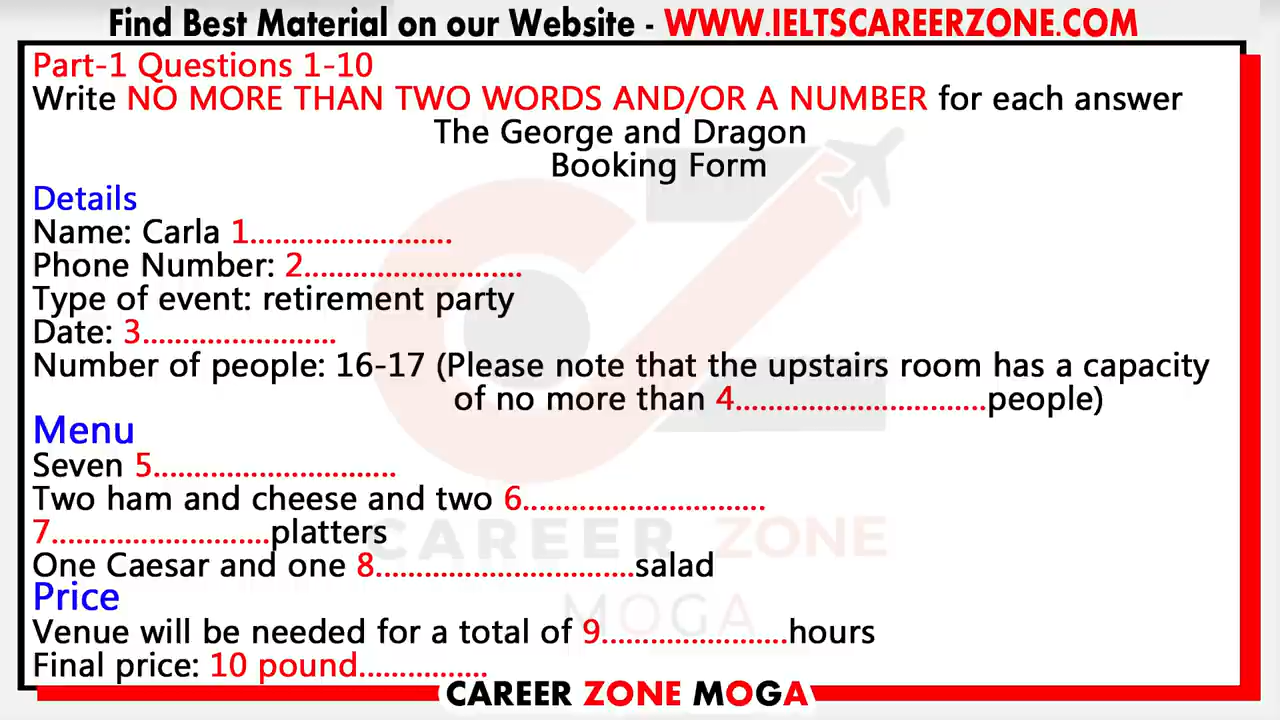 Find Best Material on our Website - WWW.IELTSCAREERZONE.COM
Part-1 Questions 1-10
Write NO MORE THAN TWO WORDS AND/OR A NUMBER for each answer
The George and Dragon
Booking Form
Details
Name: Carla 1.........................
Phone Number: 2...........................
Type of event: retirement party
Date: 3........................
Number of people: 16-17 (Please note that the upstairs room has a capacity
of no more than 4...............................people)
Menu
Seven 5..............................
Two ham and cheese and two 6..............................
7...........................platters
One Caesar and one 8................................salad
Price
Venue will be needed for a total of 9.......................hours
Final price: 10 pound................
CAREER ZONE
MOGA
CAREER ZONE MOGA